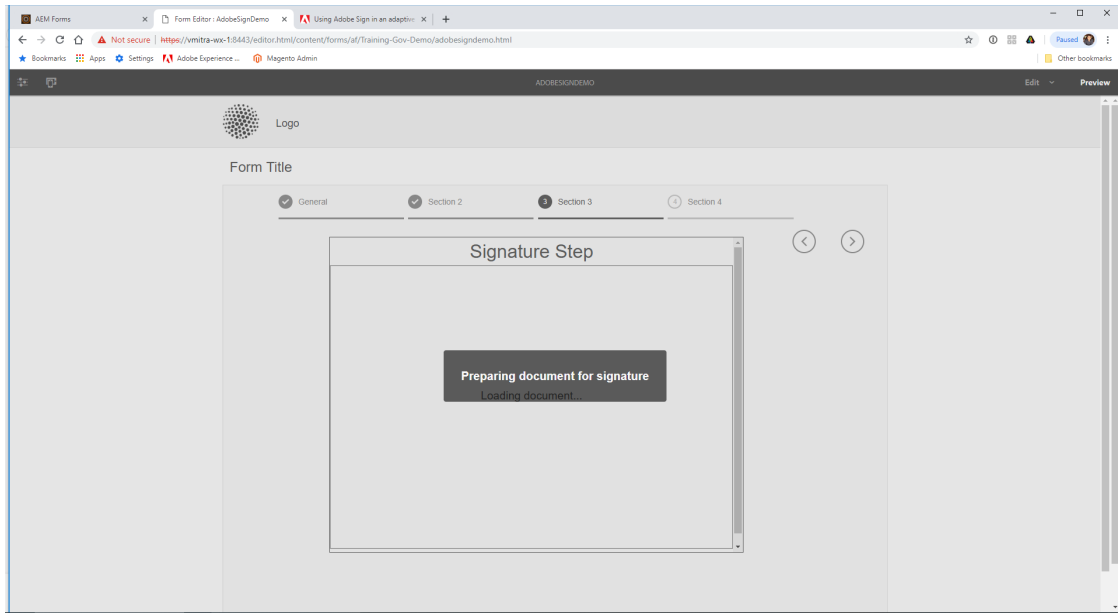 AEM Forms
Form Editor : AdobeSignDemo
Using Adobe Sign in an adaptive
Not secure | https://vmitra-wx-1:8443/editor.html/content/forms/af/Training-Gov-Demo/adobesigndemo.html
Paused
Bookmarks Apps Settings Adobe Experience ... Magento Admin Other bookmarks
ADOBESIGNDEMO Edit Preview
Logo
Form Title
General Section 2 3 Section 3 4 Section 4
Signature Step
Preparing document for signature
Loading document...